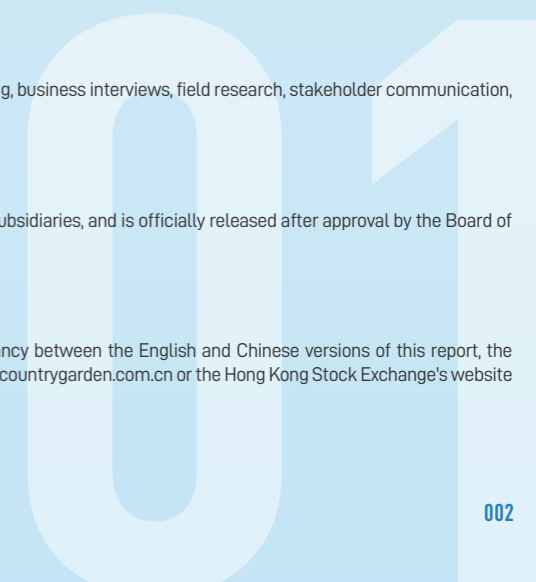 01
g, business interviews, field research, stakeholder communication,
ubsidiaries, and is officially released after approval by the Board of
ncy between the English and Chinese versions of this report, the
countrygarden.com.cn or the Hong Kong Stock Exchange's website
002